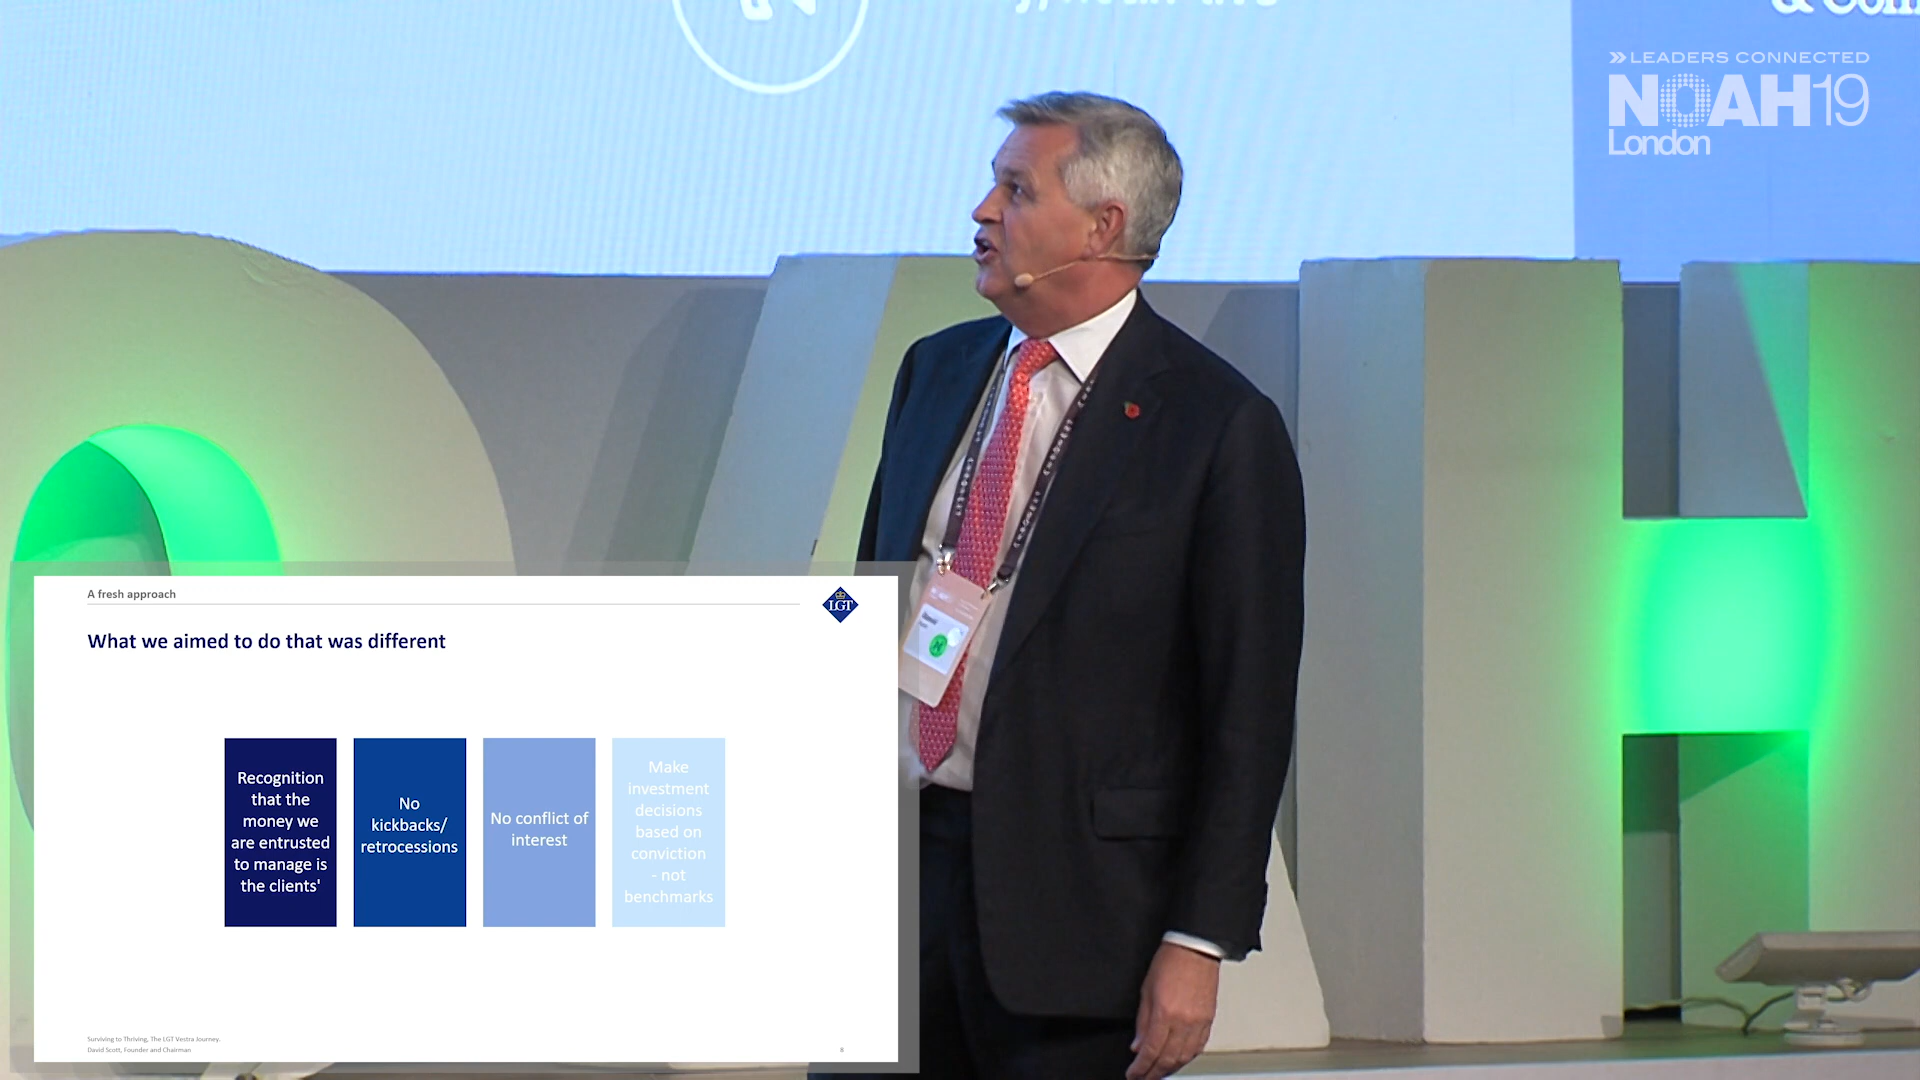 & Com
LEADERS CONNECTED
NOAH19
London
A fresh approach
LGT
What we aimed to do that was different
Recognition
that the
money we
are entrusted
to manage is
the clients'
No
kickbacks/
retrocessions
No conflict of
interest
Make
investment
decisions
based on
conviction
- not
benchmarks
Surviving to Thriving, The LGT Vestra Journey.
David Scott, Founder and Chairman
8